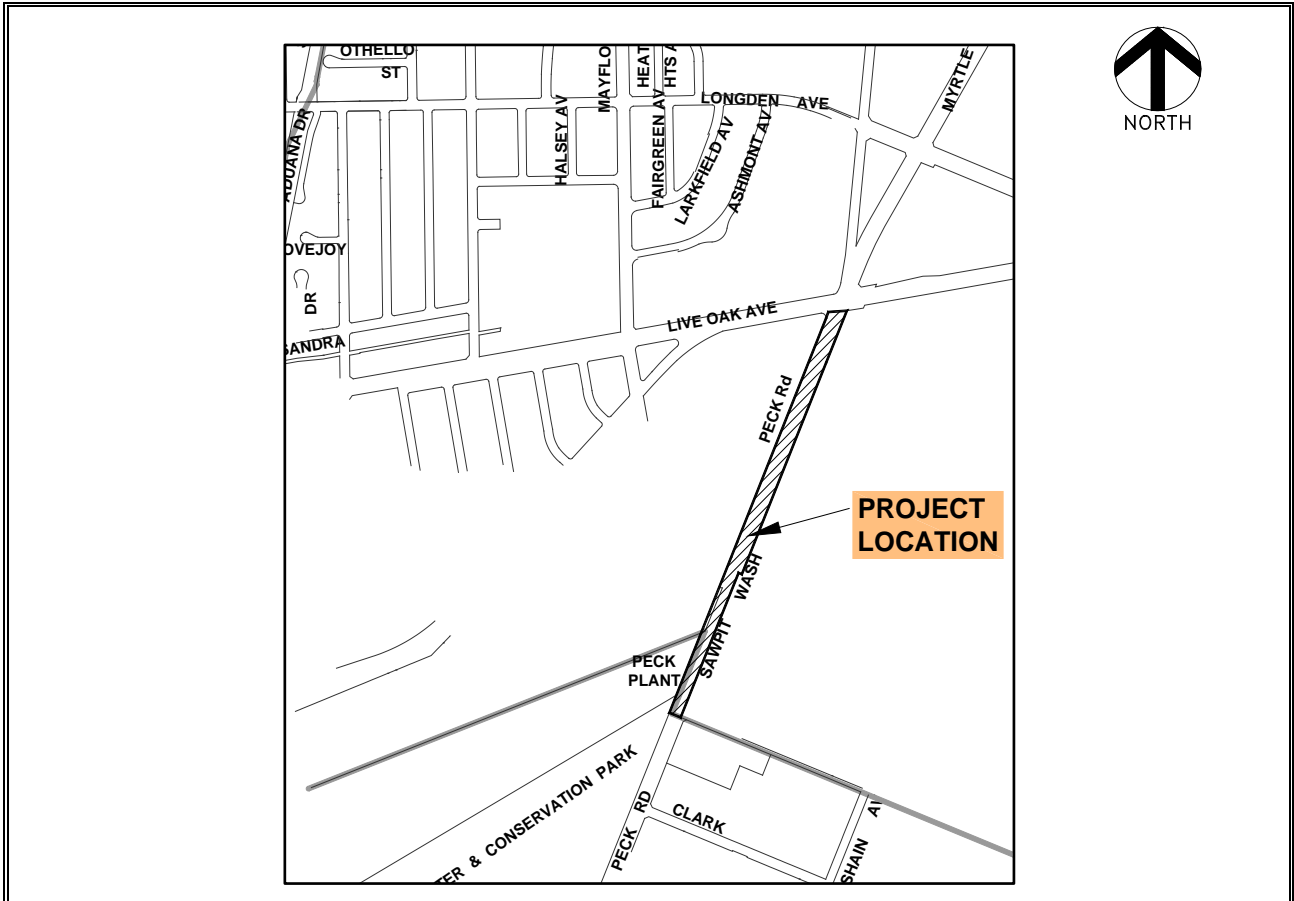 OTHELLO
ST
MAYFLO
HEAT
HTS A
LONGDEN AVE
MYRTLE
NORTH
ADUANA DR
HALSEY AV
FAIRGREEN AV
LARKFIELD AV
ASHMONT AV
OVEJOY
DR
LIVE OAK AVE
SANDRA
PECK Rd
PROJECT
LOCATION
SAWPIT WASH
PECK
PLANT
TER & CONSERVATION PARK
PECK RD
CLARK
SHAIN AV